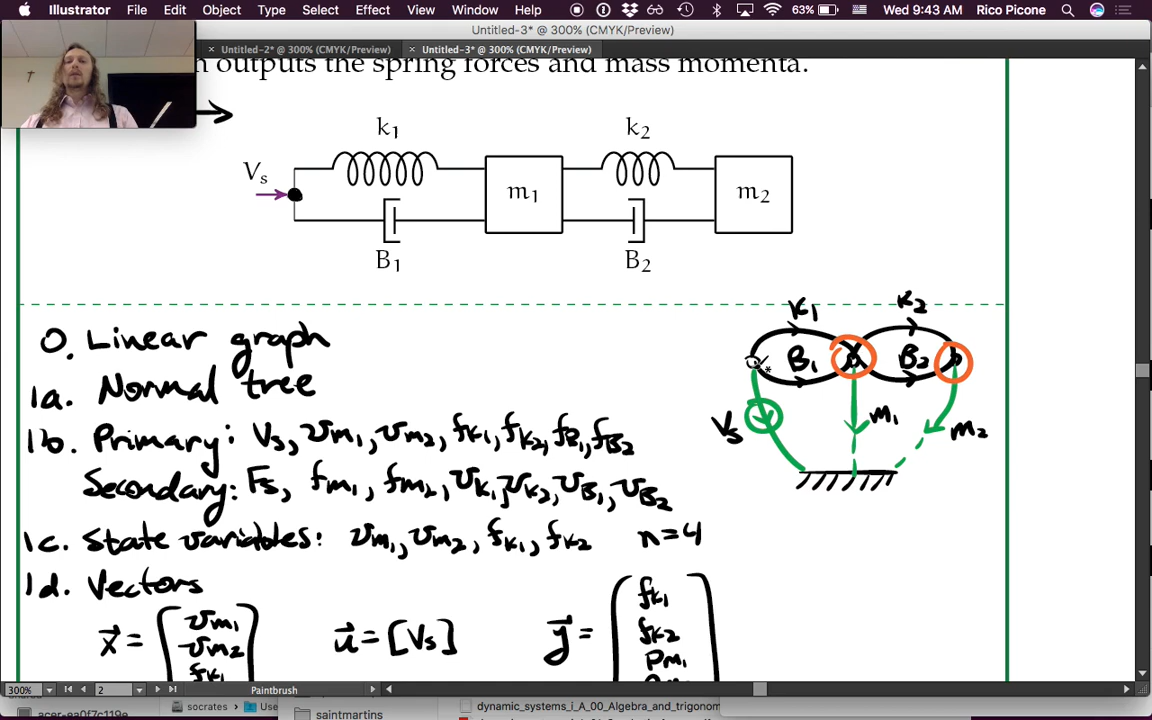 Illustrator File Edit Object Type Select Effect View Window Help 63% Wed 9:43 AM Rico Picone
Untitled-3* @ 300% (CMYK/Preview)
Untitled-2* @ 300% (CMYK/Preview) Untitled-3* @ 300% (CMYK/Preview)
outputs the spring forces and mass momenta.
k₁ k₂
Vₛ
m₁ m₂
B₁ B₂
K₁ K₂
B₁ B₂
Vₛ m₁ m₂
0. Linear graph
1a. Normal tree
1b. Primary: Vₛ, vm₁, vm₂, fk₁, fk₂, fB₁, fB₂
Secondary: Fₛ, fm₁, fm₂, vk₁, vk₂, vB₁, vB₂
1c. State variables: vm₁, vm₂, fk₁, fk₂ n=4
1d. Vectors
x⃗ = [vm₁
vm₂
fk₁
u⃗ = [Vₛ]
y⃗ = (fk₁
fk₂
Pm₁
300% 2 Paintbrush
acer-ea0f7c119e socrates Use saintmartins dynamic_systems_i_A_00_Algebra_and_trigonom